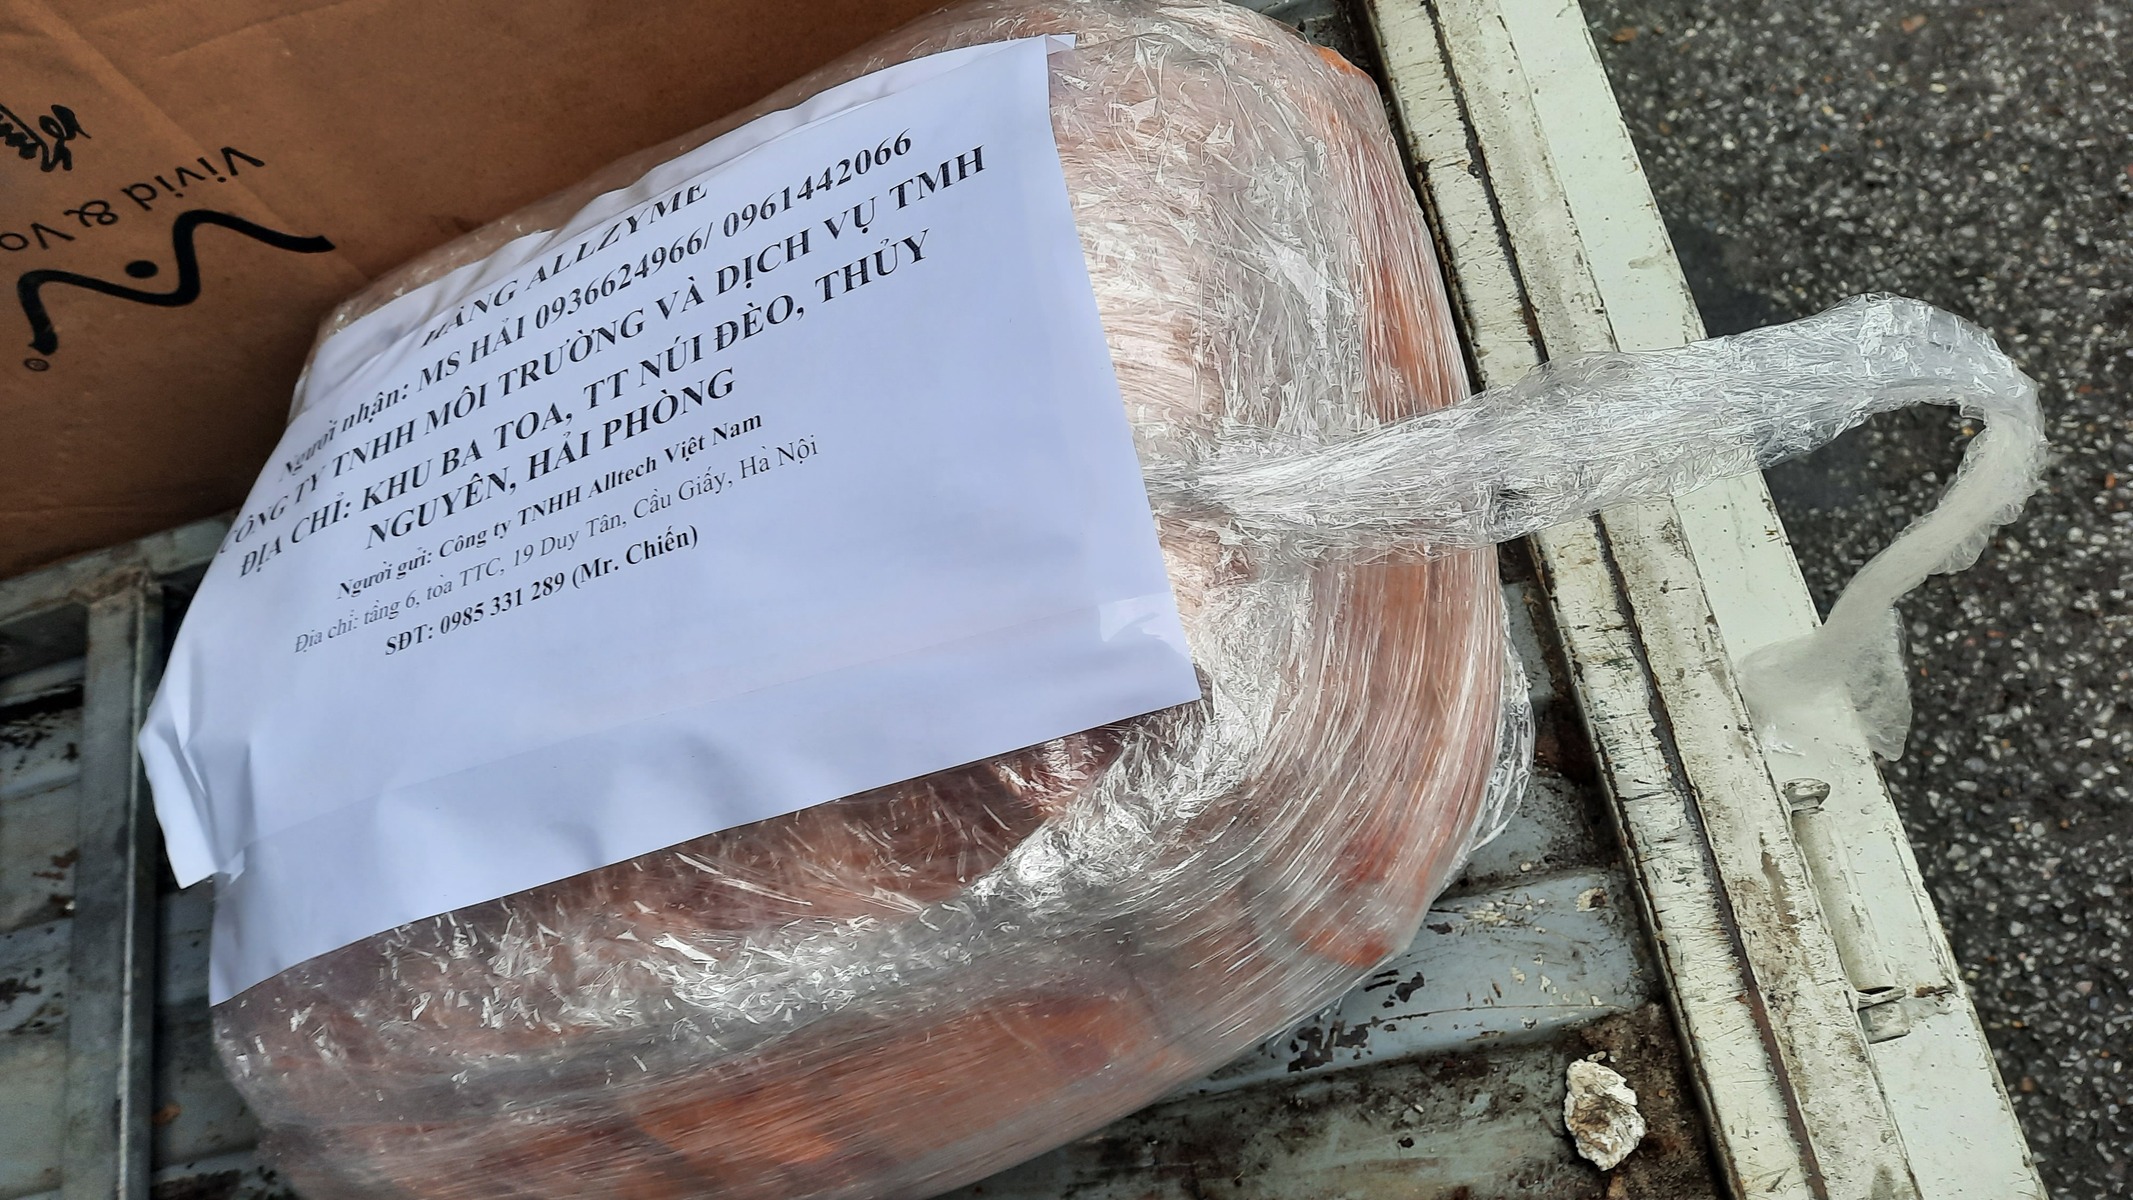 HÀNG ALLZYME
Người nhận: MS HẢI 0936624966/ 0961442066
CÔNG TY TNHH MÔI TRƯỜNG VÀ DỊCH VỤ TMH
ĐỊA CHỈ: KHU BA TOA, TT NÚI ĐÈO, THỦY
NGUYÊN, HẢI PHÒNG
Người gửi: Công ty TNHH Alltech Việt Nam
Địa chỉ: tầng 6, toà TTC, 19 Duy Tân, Cầu Giấy, Hà Nội
SĐT: 0985 331 289 (Mr. Chiến)
Vivid & Vo